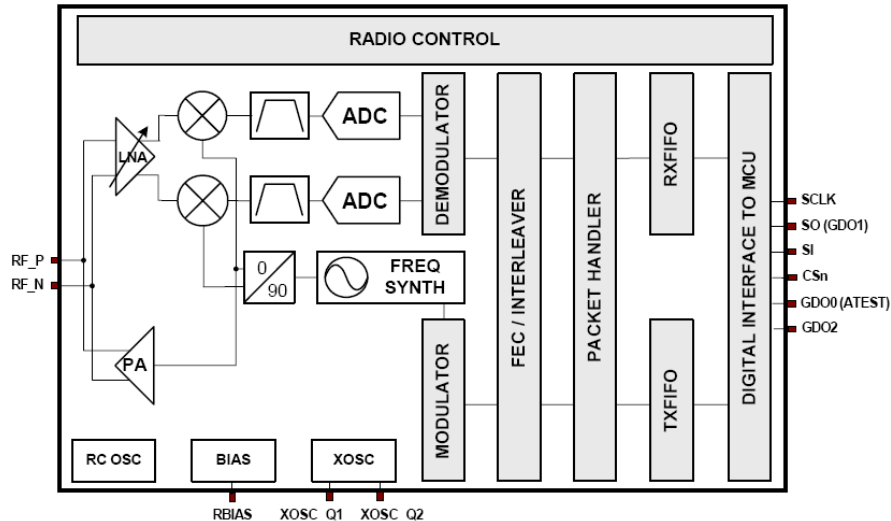 RADIO CONTROL
LNA
ADC
ADC
DEMODULATOR
FEC / INTERLEAVER
PACKET HANDLER
RXFIFO
DIGITAL INTERFACE TO MCU
SCLK
SO (GDO1)
SI
CSn
GDO0 (ATEST)
GDO2
RF_P
RF_N
0
90
FREQ
SYNTH
PA
MODULATOR
TXFIFO
RC OSC
BIAS
XOSC
RBIAS
XOSC_Q1
XOSC_Q2